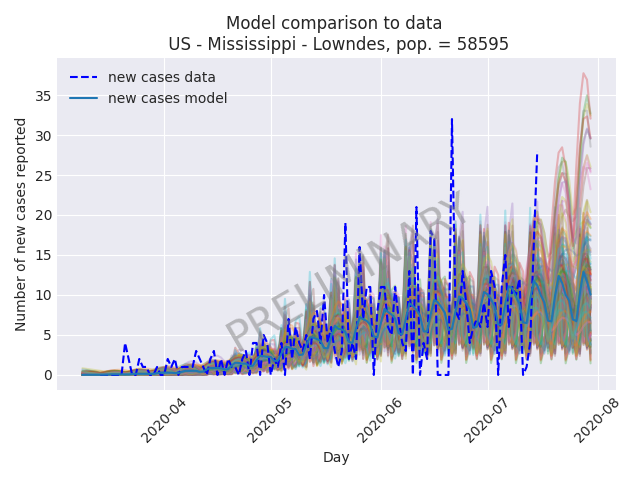 Model comparison to data
US - Mississippi - Lowndes, pop. = 58595
new cases data
new cases model
PRELIMINARY
Number of new cases reported
35
30
25
20
15
10
5
0
2020-04
2020-05
2020-06
2020-07
2020-08
Day